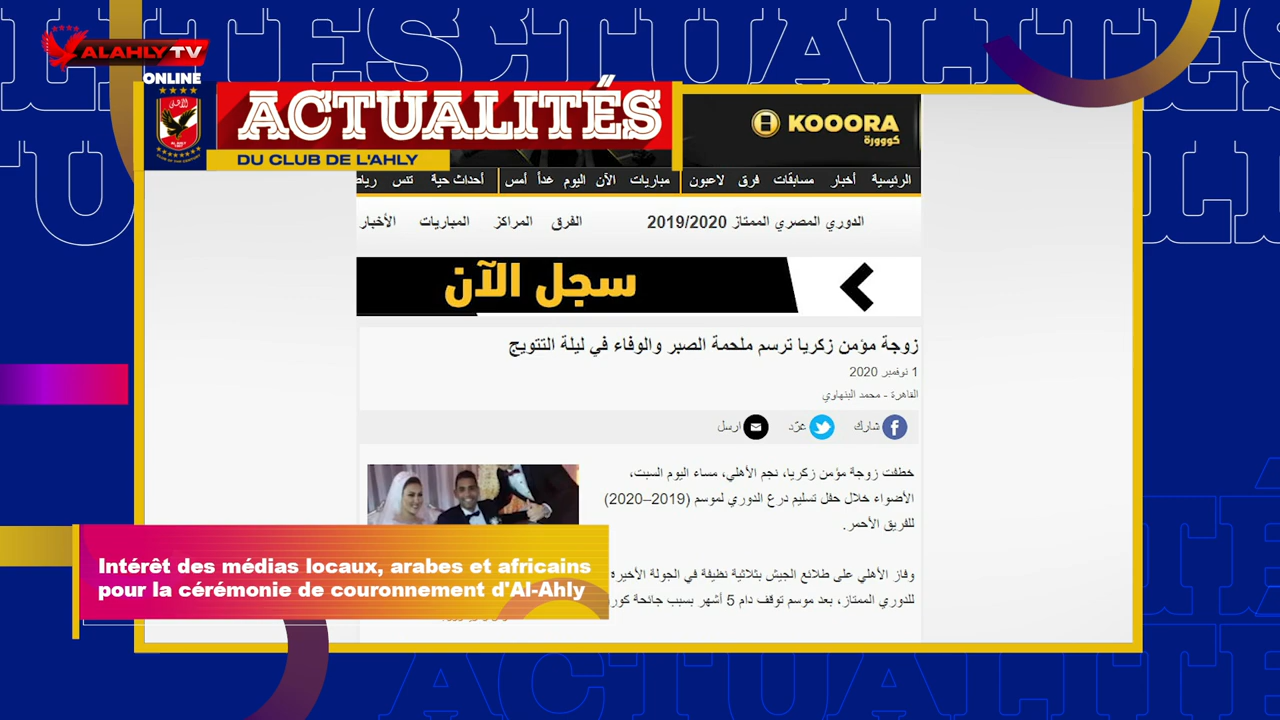 ALAHLY TV
ONLINE
ACTUALITÉS
DU CLUB DE L'AHLY
KOOORA
كووورة
الرئيسية أخبار مسابقات فرق لاعبون مباريات الآن اليوم غداً أمس أحداث حية تنس رياض
الدوري المصري الممتاز 2019/2020 الفرق المراكز المباريات الأخبار
سجل الآن
زوجة مؤمن زكريا ترسم ملحمة الصبر والوفاء في ليلة التتويج
1 نوفمبر 2020
القاهرة - محمد البنهاوي
شارك غرّد ارسل
خطفت زوجة مؤمن زكريا، نجم الأهلي، مساء اليوم السبت،
الأضواء خلال حفل تسليم درع الدوري لموسم (2019–2020)
للفريق الأحمر.
وفاز الأهلي على طلائع الجيش بثلاثية نظيفة في الجولة الأخيرة
للدوري الممتاز، بعد موسم توقف دام 5 أشهر بسبب جائحة كور
Intérêt des médias locaux, arabes et africains
pour la cérémonie de couronnement d'Al-Ahly